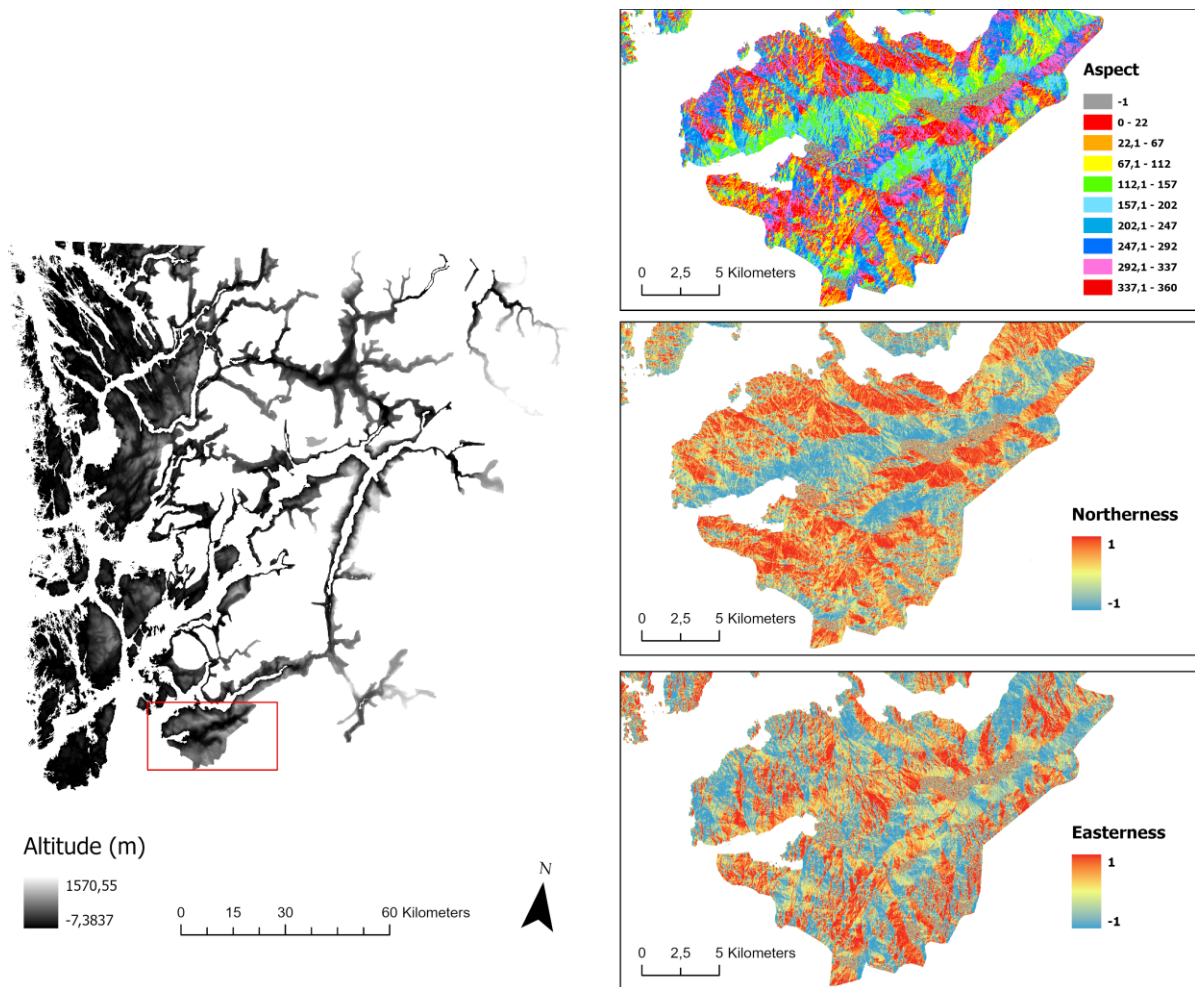 Altitude (m)
1570,55
-7,3837
0 15 30 60 Kilometers
N
Aspect
-1
0 - 22
22,1 - 67
67,1 - 112
112,1 - 157
157,1 - 202
202,1 - 247
247,1 - 292
292,1 - 337
337,1 - 360
0 2,5 5 Kilometers
Northerness
1
-1
0 2,5 5 Kilometers
Easterness
1
-1
0 2,5 5 Kilometers